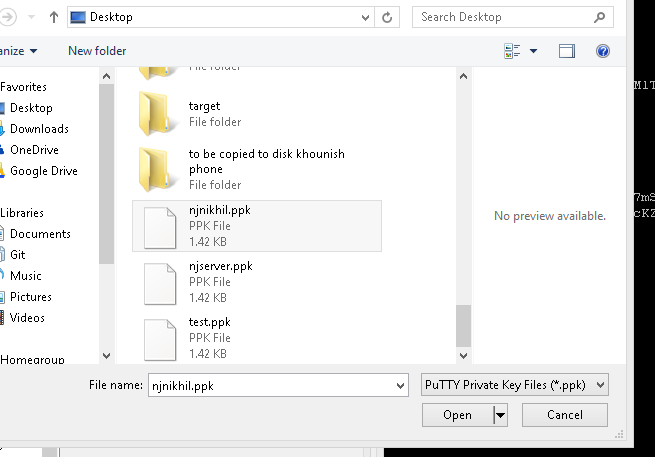 Desktop
Search Desktop
anize
New folder
Favorites
Desktop
Downloads
OneDrive
Google Drive
Libraries
Documents
Git
Music
Pictures
Videos
Homegroup
File folder
target
File folder
to be copied to disk khounish
phone
File folder
njnikhil.ppk
PPK File
1.42 KB
njserver.ppk
PPK File
1.42 KB
test.ppk
PPK File
1.42 KB
No preview available.
MlT
7mS
cKZ
File name:
njnikhil.ppk
PuTTY Private Key Files (*.ppk)
Open
Cancel